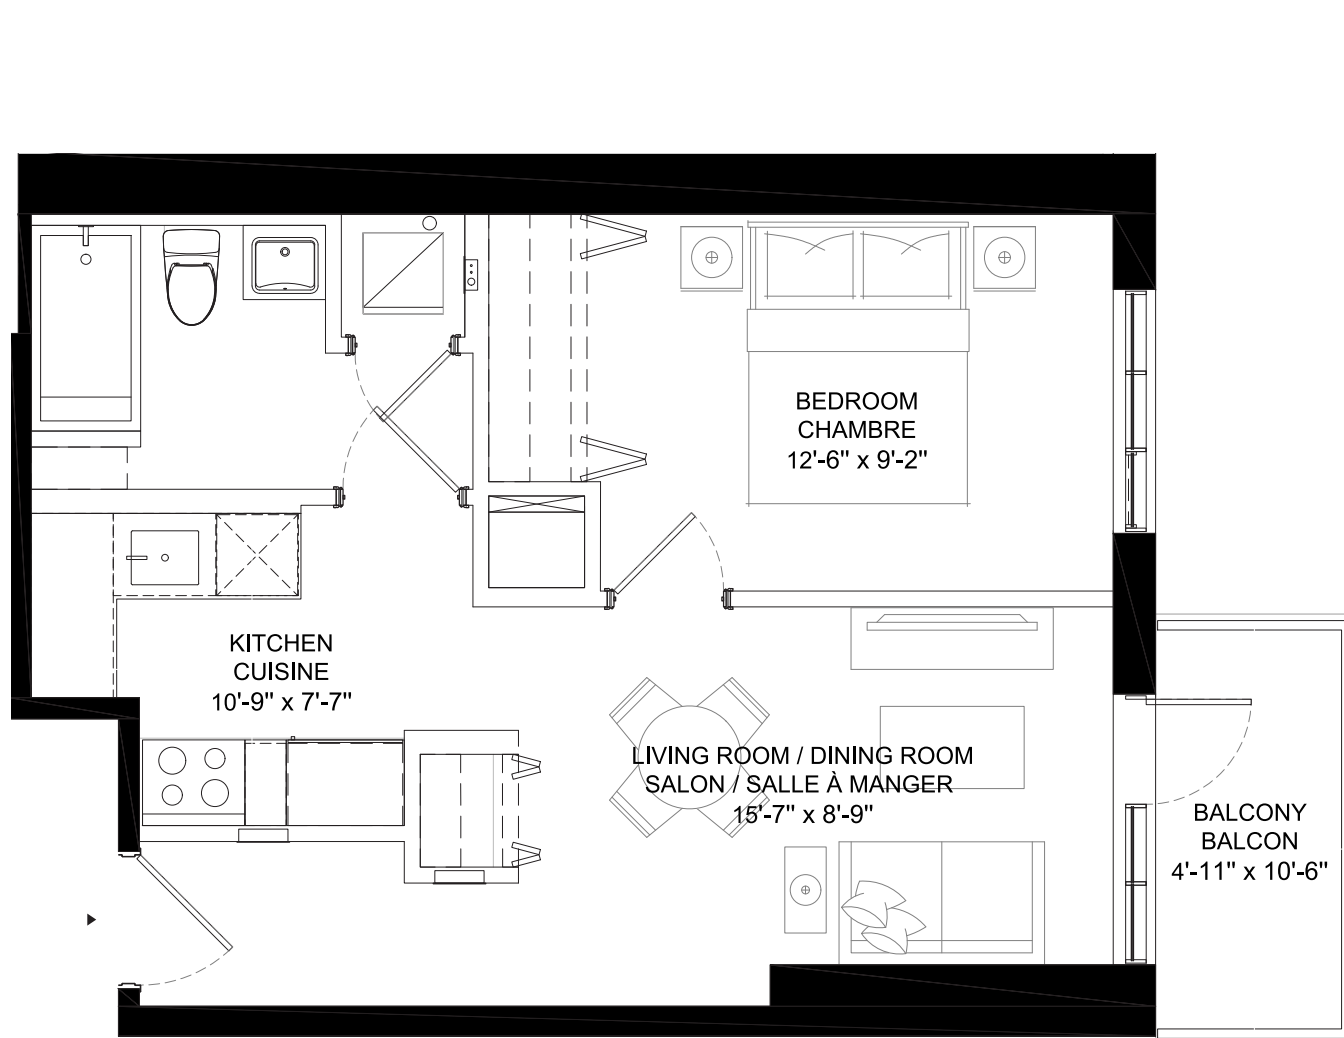 BEDROOM
CHAMBRE
12'-6" x 9'-2"
KITCHEN
CUISINE
10'-9" x 7'-7"
LIVING ROOM / DINING ROOM
SALON / SALLE À MANGER
15'-7" x 8'-9"
BALCONY
BALCON
4'-11" x 10'-6"